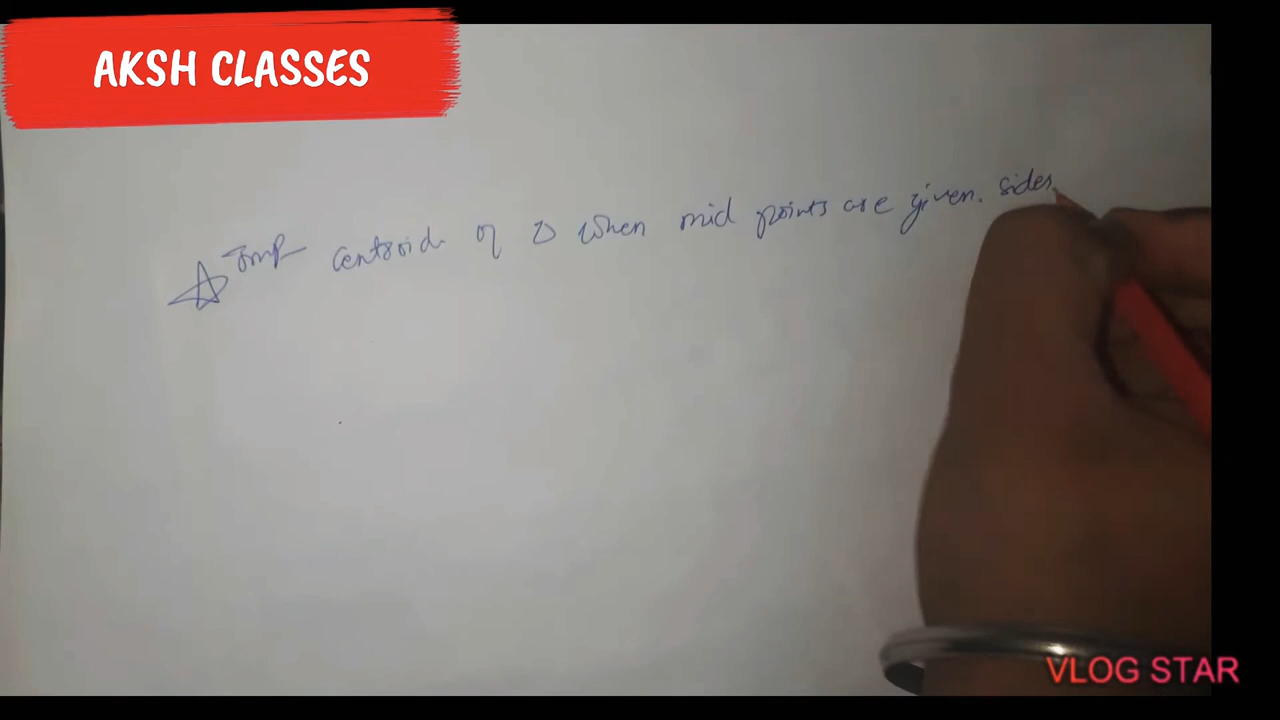 AKSH CLASSES
Imp centroid of Δ when mid points are given. sides
VLOG STAR